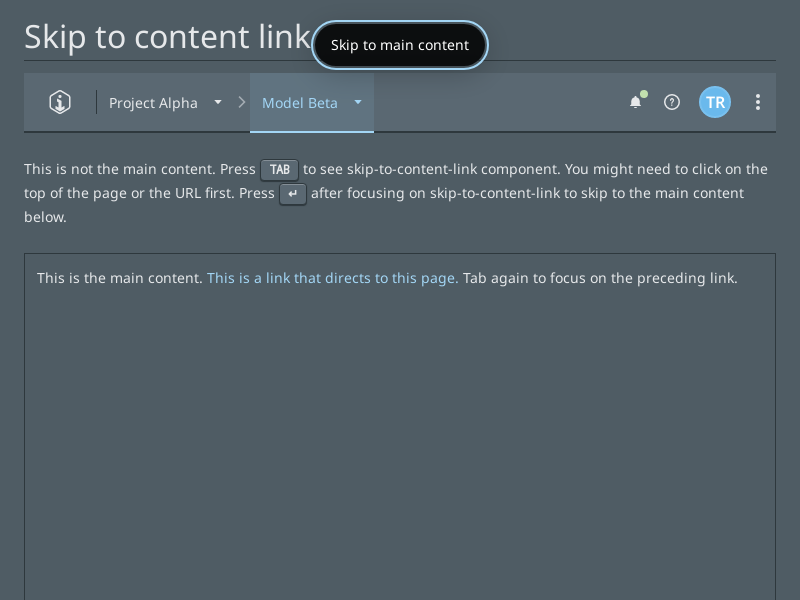 Skip to content link
Skip to main content
Project Alpha
Model Beta
TR
This is not the main content. Press TAB to see skip-to-content-link component. You might need to click on the
top of the page or the URL first. Press ↵ after focusing on skip-to-content-link to skip to the main content
below.
This is the main content. This is a link that directs to this page. Tab again to focus on the preceding link.